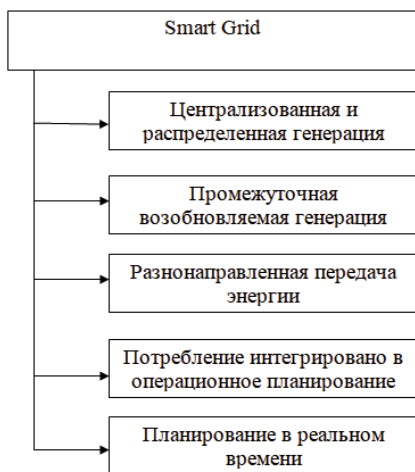 Smart Grid
Централизованная и
распределенная генерация
Промежуточная
возобновляемая генерация
Разнонаправленная передача
энергии
Потребление интегрировано в
операционное планирование
Планирование в реальном
времени